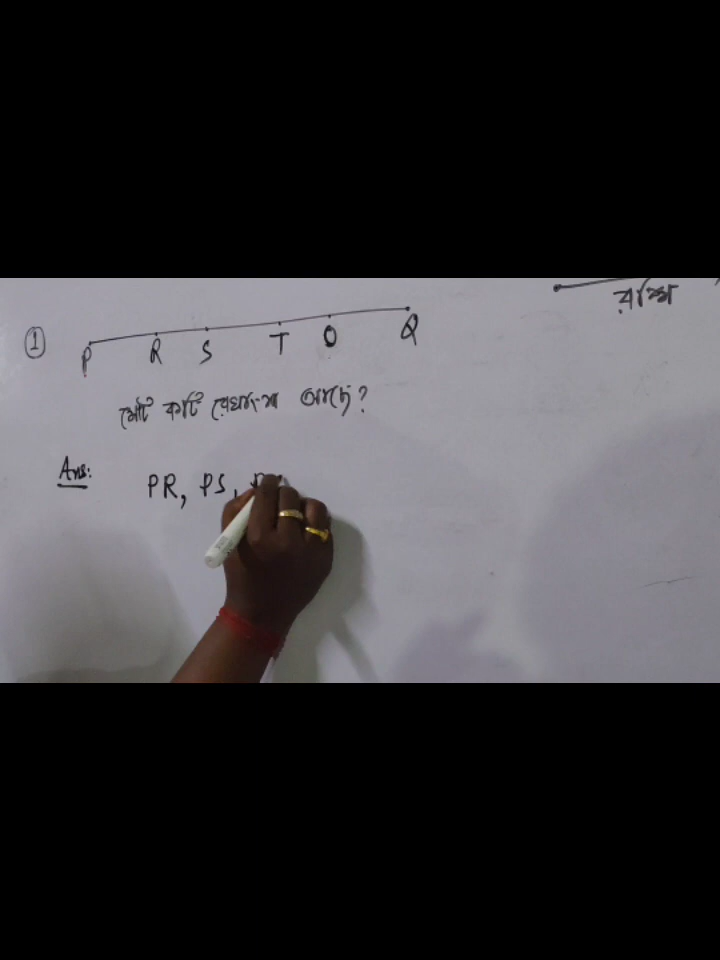 রশ্মি
① P R S T O Q
মোট কটি রেখাংশ আছে?
Ans: PR, PS,